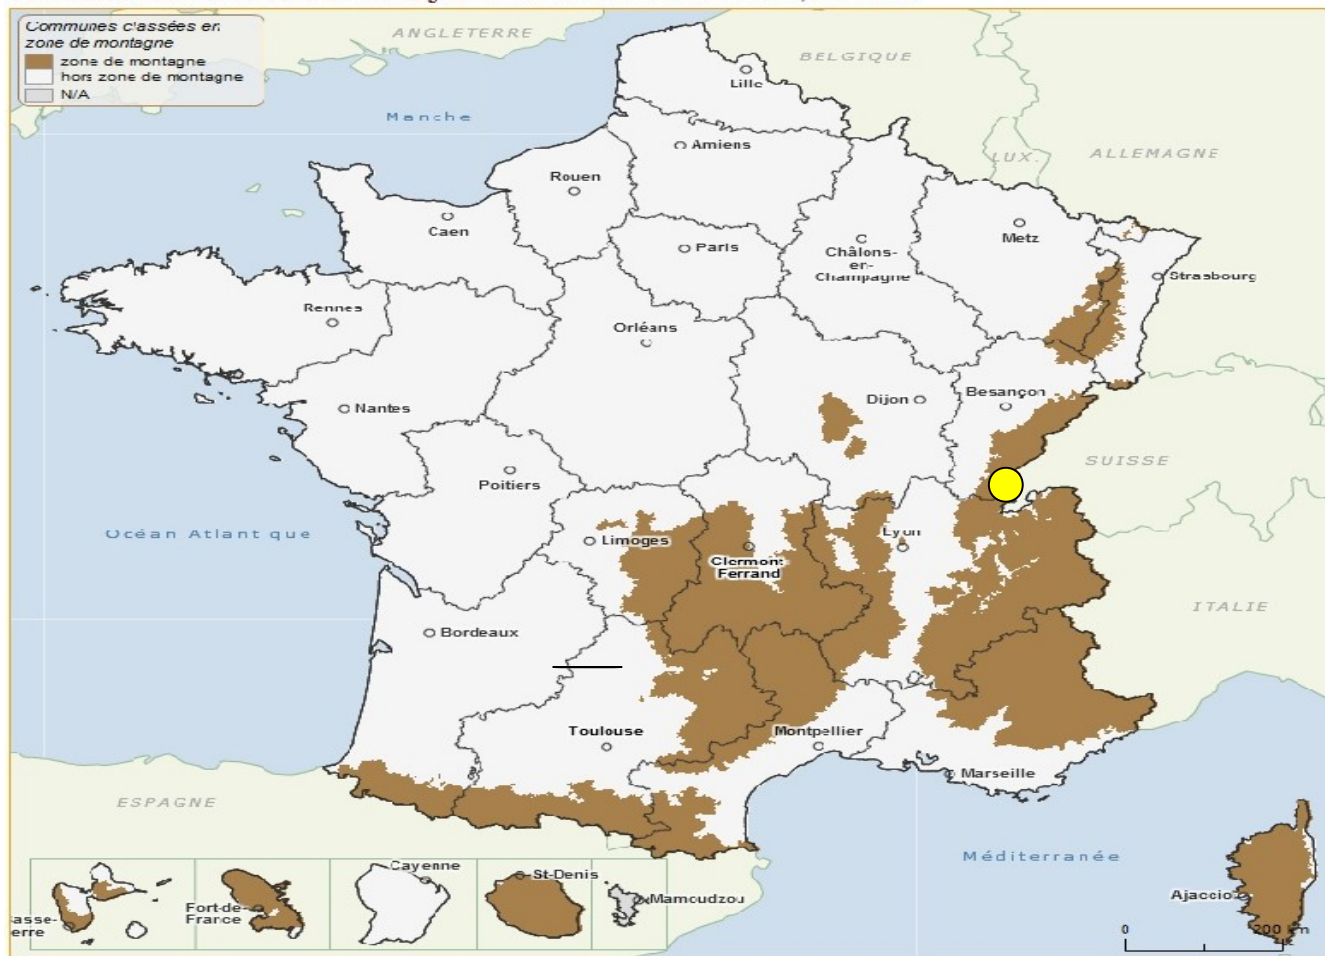 Communes classées en
zone de montagne
zone de montagne
hors zone de montagne
N/A
ANGLETERRE
BELGIQUE
Lille
Manche
Amiens
LUX.
ALLEMAGNE
Rouen
Caen
Paris
Châlons-
en-
Champagne
Metz
Strasbourg
Rennes
Orléans
Nantes
Dijon
Besançon
Poitiers
SUISSE
Océan Atlantique
Limoges
Clermont
Ferrand
Lyon
ITALIE
Bordeaux
Toulouse
Montpellier
Marseille
ESPAGNE
Méditerranée
Ajaccio
Cayenne
St-Denis
Mamoudzou
Fort-de-
France
asse-
erre
0
200 km